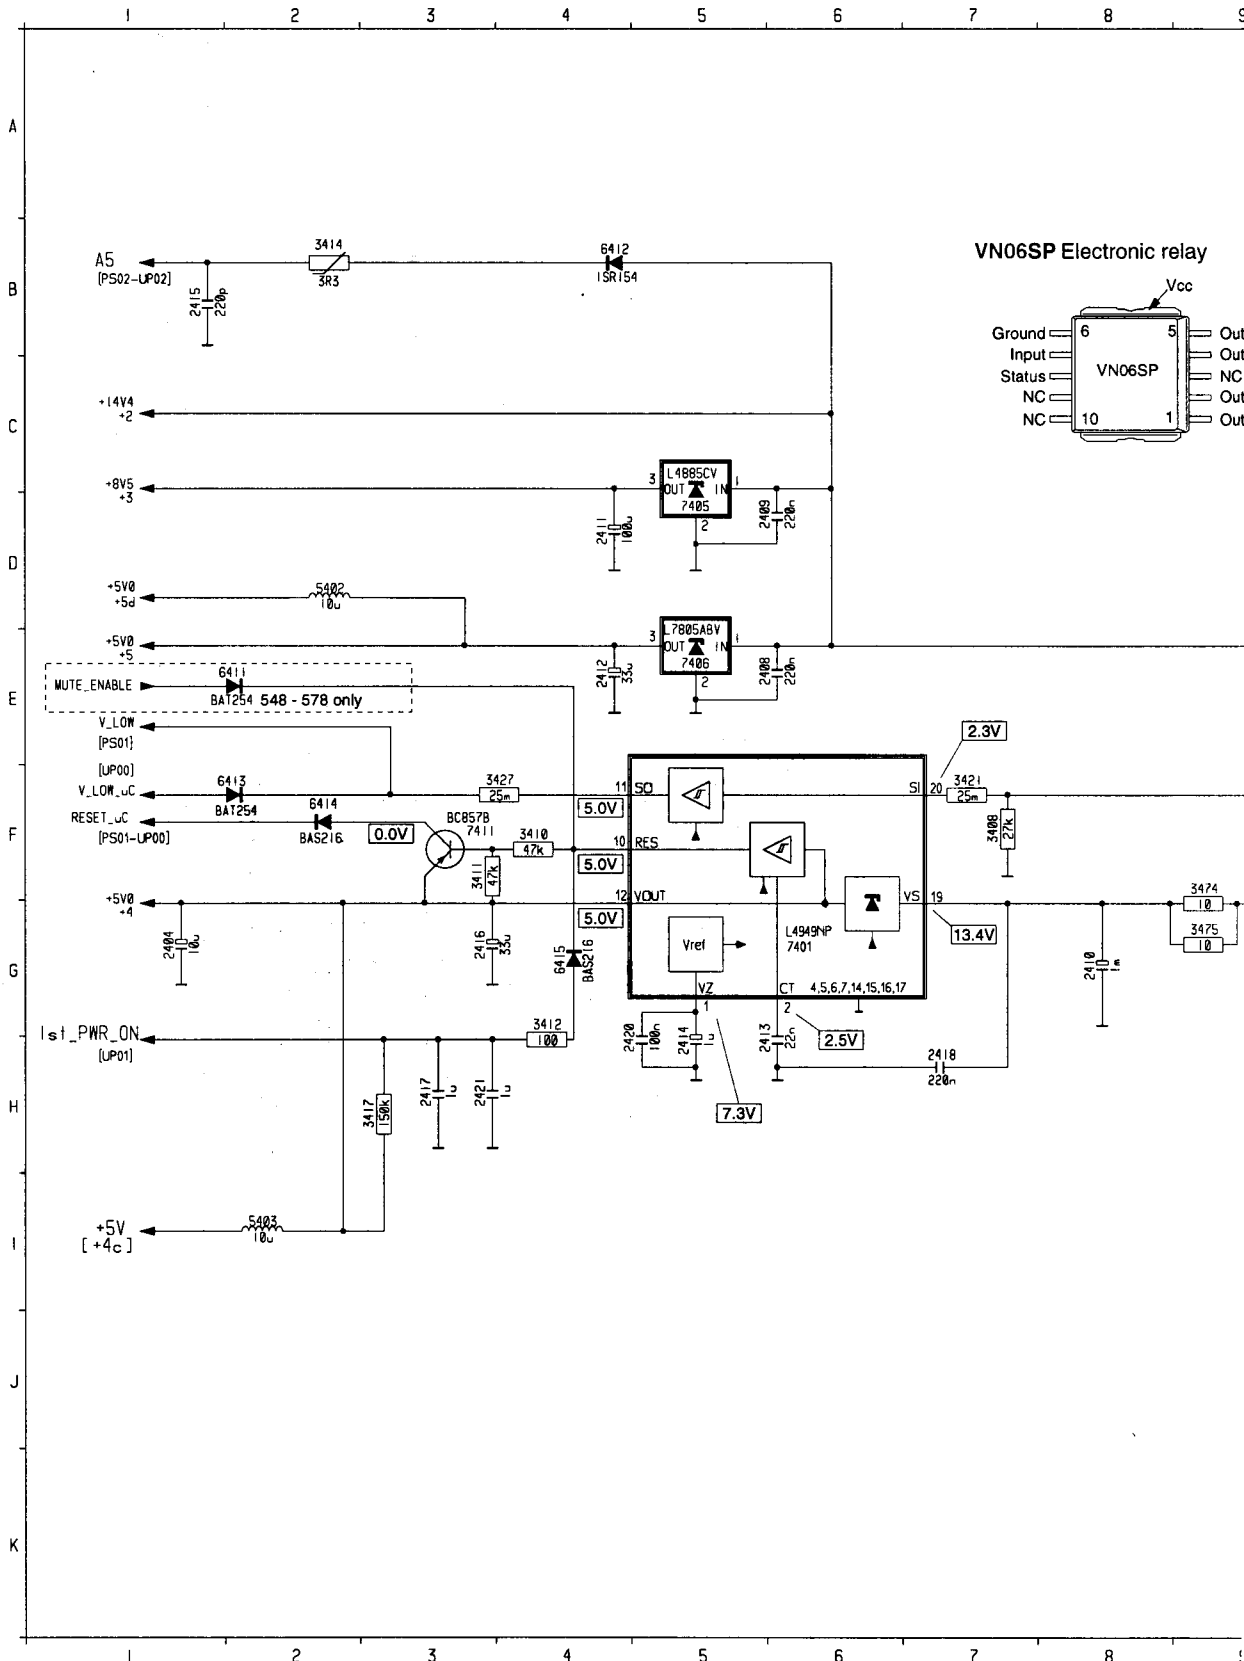 1 2 3 4 5 6 7 8 9
A
B
C
D
E
F
G
H
I
J
K
A5
[PS02-UP02]
2415
220p
3414
3R3
6412
1SR154
VN06SP Electronic relay
Vcc
Ground 6 5 Out
Input Out
Status VN06SP NC
NC Out
NC 10 1 Out
+14V4
+2
+8V5
+3
2411
100u
3 L4885CV 1
OUT IN
7405
2
2409
220n
+5V0
+5d
5402
10u
+5V0
+5
2412
33u
3 L7805ABV 1
OUT IN
7406
2
2408
220n
MUTE_ENABLE
6411
BAT254 548 - 578 only
V_LOW
[PS01]
[UP00]
V_LOW_uC
6413
BAT254
RESET_uC
[PS01-UP00]
6414
BAS216
0.0V
BC857B
7411
3427
25m
3410
47k
3411
47k
11 SO
5.0V
10 RES
5.0V
12 VOUT
5.0V
SI 20
2.3V
3421
25m
3408
27k
VS 19
13.4V
3474
10
3475
10
2410
1m
+5V0
+4
2404
10u
2416
33u
6415
BAS216
Vref
L4949NP
7401
VZ
1
CT
2
4,5,6,7,14,15,16,17
1st_PWR_ON
[UP01]
3412
100
2420
100n
2414
1u
2413
22n
2.5V
7.3V
2418
220n
3417
150k
2417
1u
2421
1u
+5V
[ +4c ]
5403
10u
1 2 3 4 5 6 7 8 9